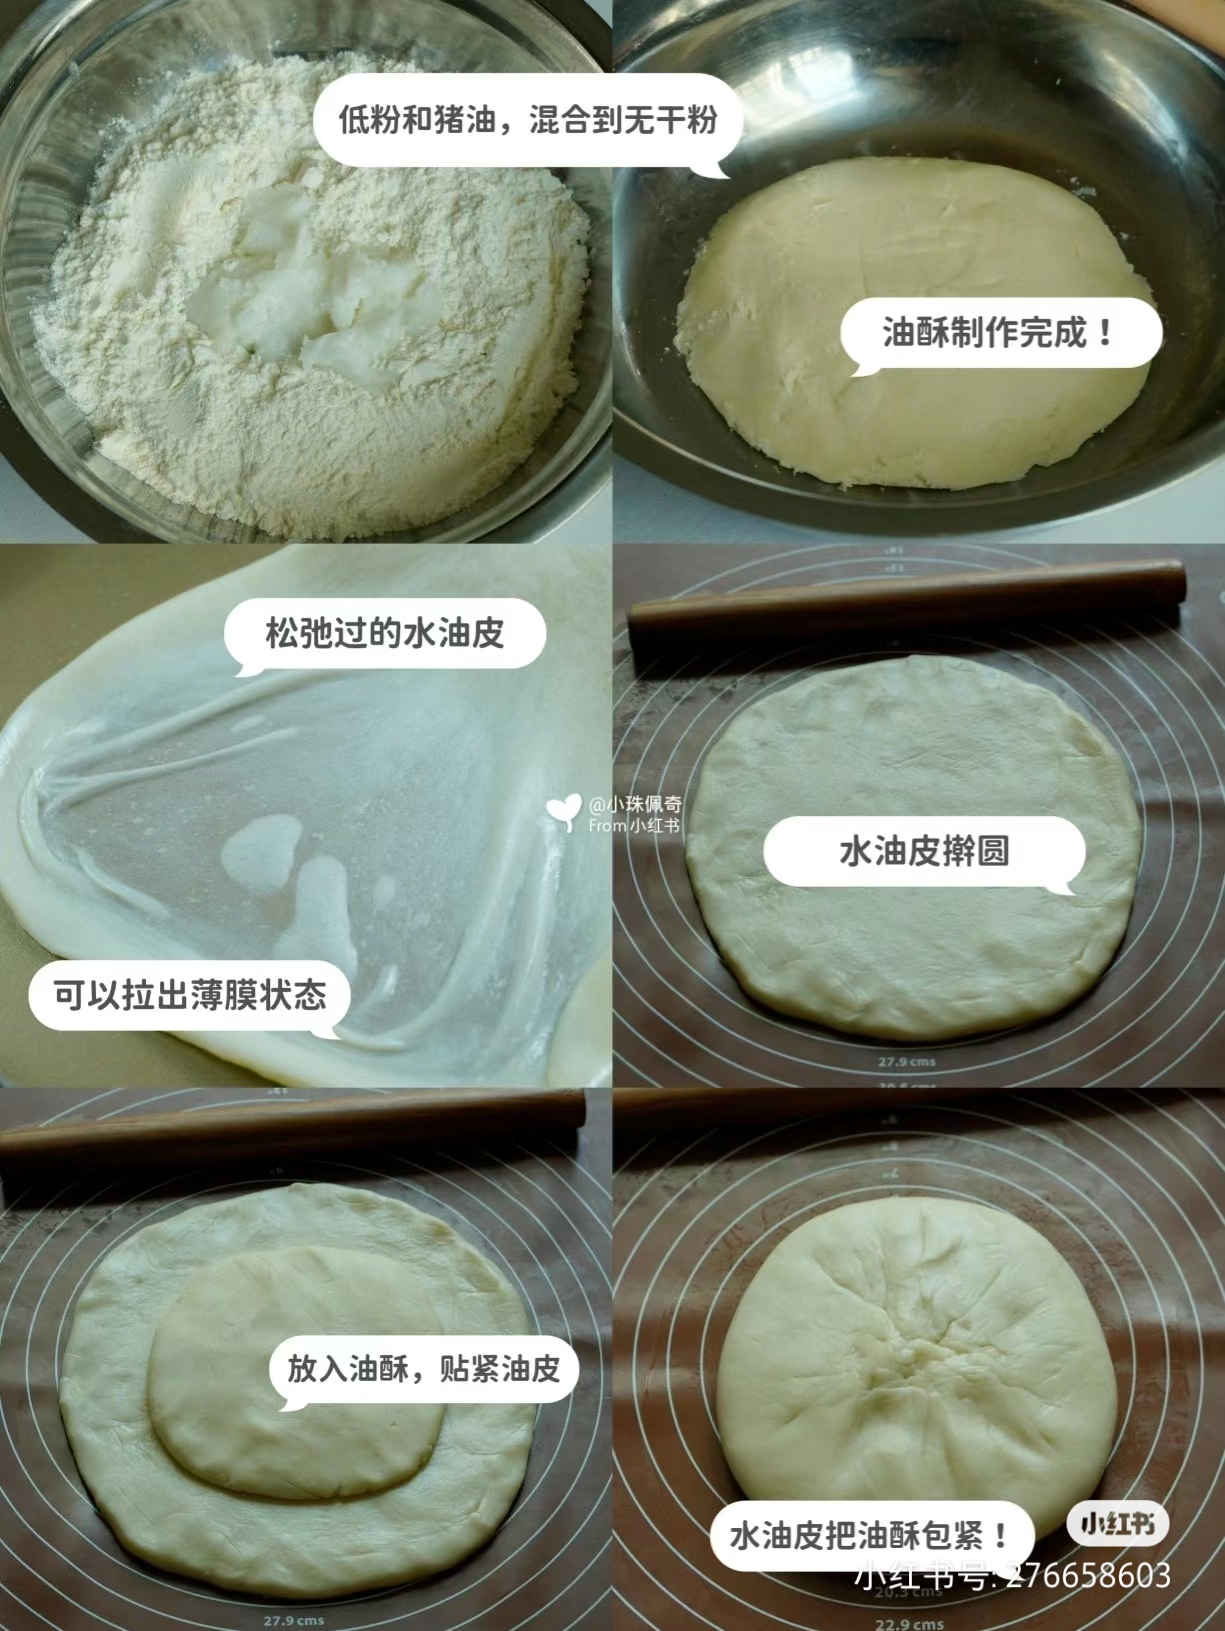 低粉和猪油，混合到无干粉
油酥制作完成！
松弛过的水油皮
可以拉出薄膜状态
@小珠佩奇
From 小红书
水油皮擀圆
27.9 cms
放入油酥，贴紧油皮
27.9 cms
水油皮把油酥包紧！
小红书
小红书号: 276658603
20.3 cms
22.9 cms